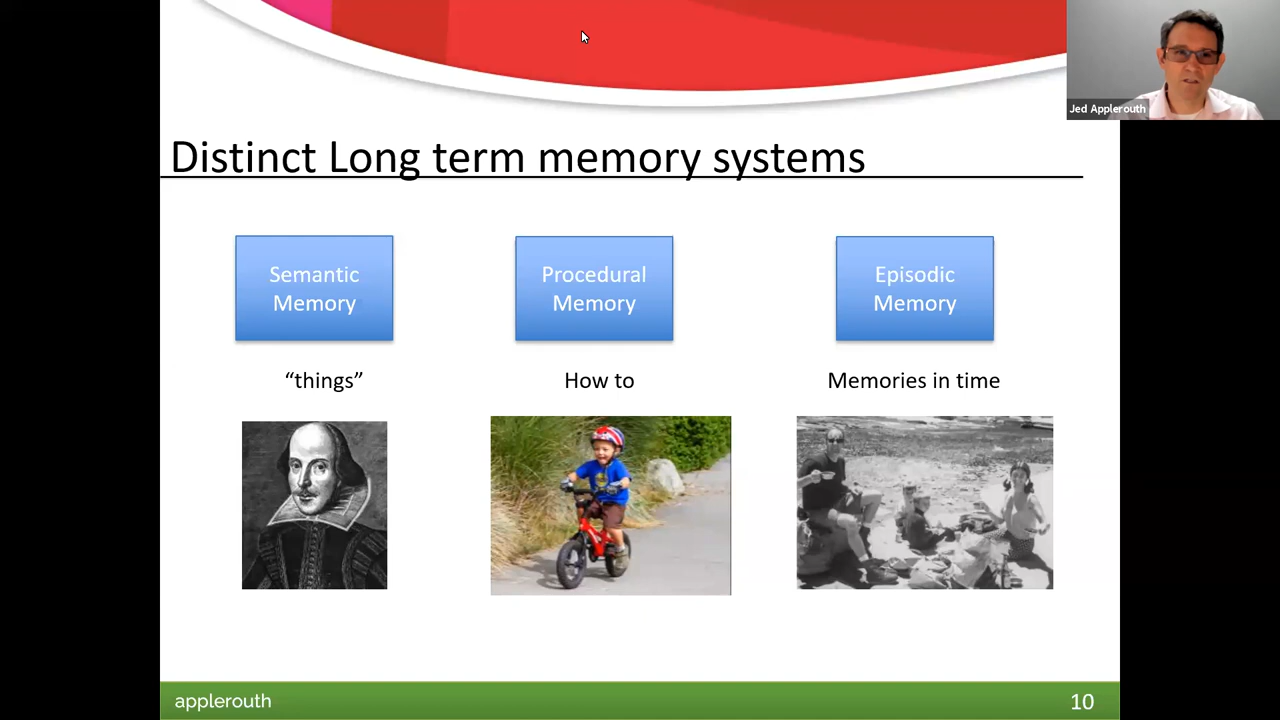 Jed Applerouth
Distinct Long term memory systems
Semantic
Memory
Procedural
Memory
Episodic
Memory
“things”
How to
Memories in time
applerouth
10